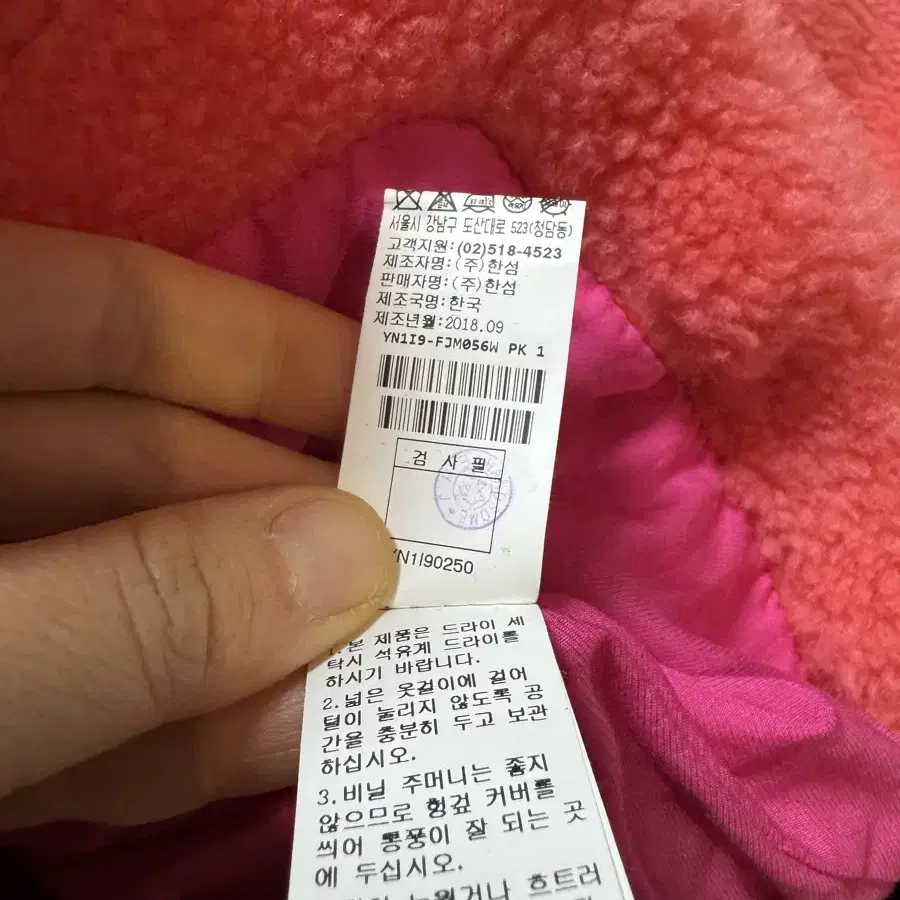 서울시 강남구 도산대로 523(청담동)
고객지원:(02)518-4523
제조자명:(주)한섬
판매자명:(주)한섬
제조국명:한국
제조년월:2018.09
YN1I9-FJM056W PK 1
검 사 필
YN1I90250
1.본 제품은 드라이 세
탁시 석유계 드라이를
하시기 바랍니다.
2.넓은 옷걸이에 걸어
털이 눌리지 않도록 공
간을 충분히 두고 보관
하십시오.
3.비닐 주머니는 좋지
않으므로 헝겊 커버를
씌어 통풍이 잘 되는 곳
에 두십시오.
흐트러